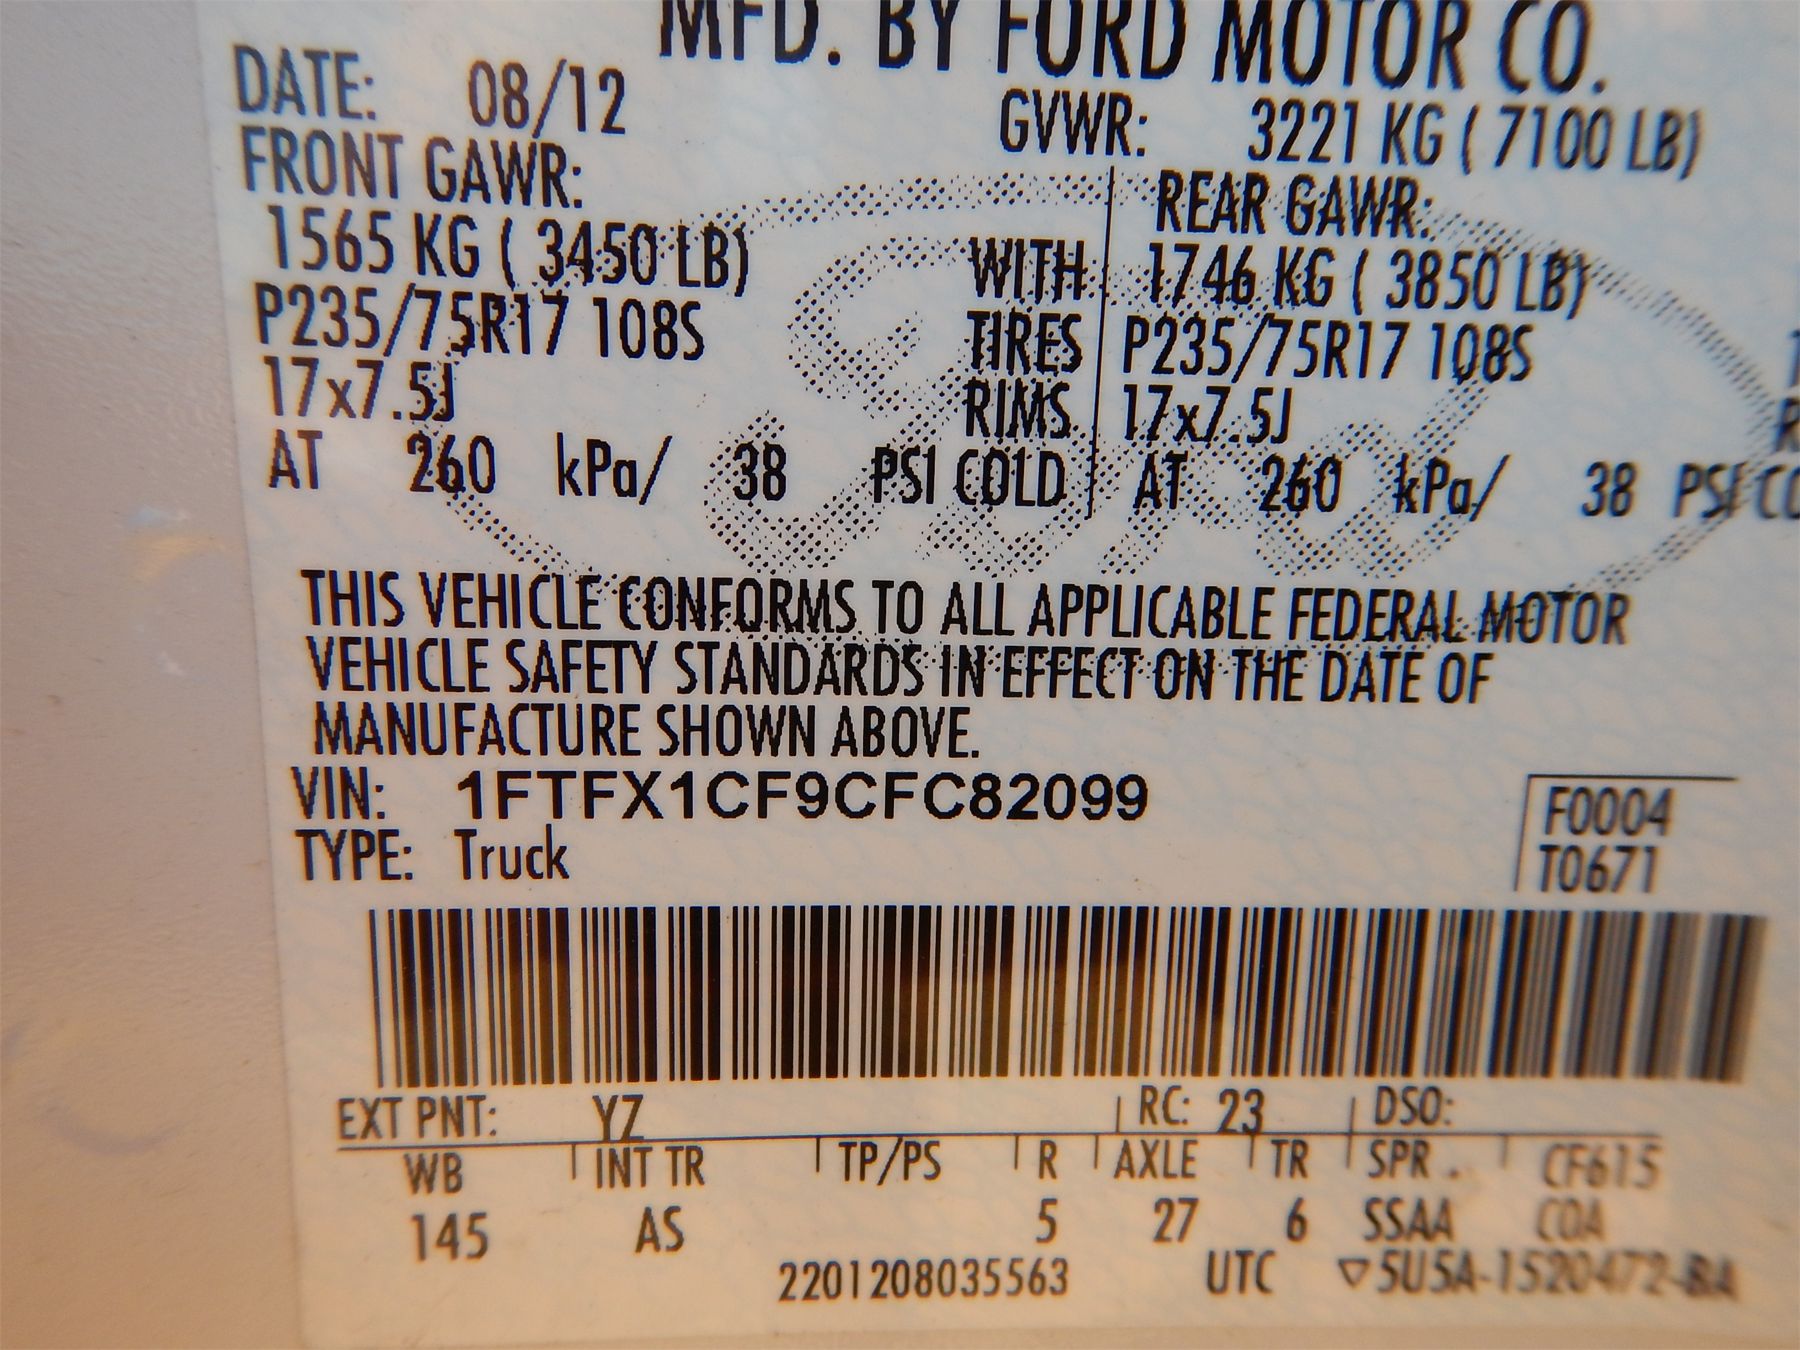 MFD. BY FORD MOTOR CO.
DATE: 08/12 GVWR: 3221 KG ( 7100 LB)
FRONT GAWR: REAR GAWR:
1565 KG ( 3450 LB) WITH 1746 KG ( 3850 LB)
P235/75R17 108S TIRES P235/75R17 108S
17x7.5J RIMS 17x7.5J
AT 260 kPa/ 38 PSI COLD AT 260 kPa/ 38 PSI CO
THIS VEHICLE CONFORMS TO ALL APPLICABLE FEDERAL MOTOR
VEHICLE SAFETY STANDARDS IN EFFECT ON THE DATE OF
MANUFACTURE SHOWN ABOVE.
VIN: 1FTFX1CF9CFC82099
TYPE: Truck
F0004
T0671
EXT PNT: YZ RC: 23 DSO:
WB INT TR TP/PS R AXLE TR SPR . CF615
145 AS 5 27 6 SSAA COA
2201208035563 UTC ▽5U5A-1520472-BA